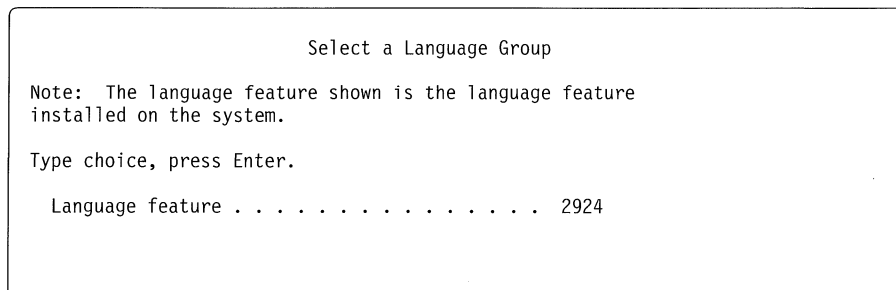 Select a Language Group
Note:  The language feature shown is the language feature
installed on the system.
Type choice, press Enter.
Language feature . . . . . . . . . . . . . . .  2924